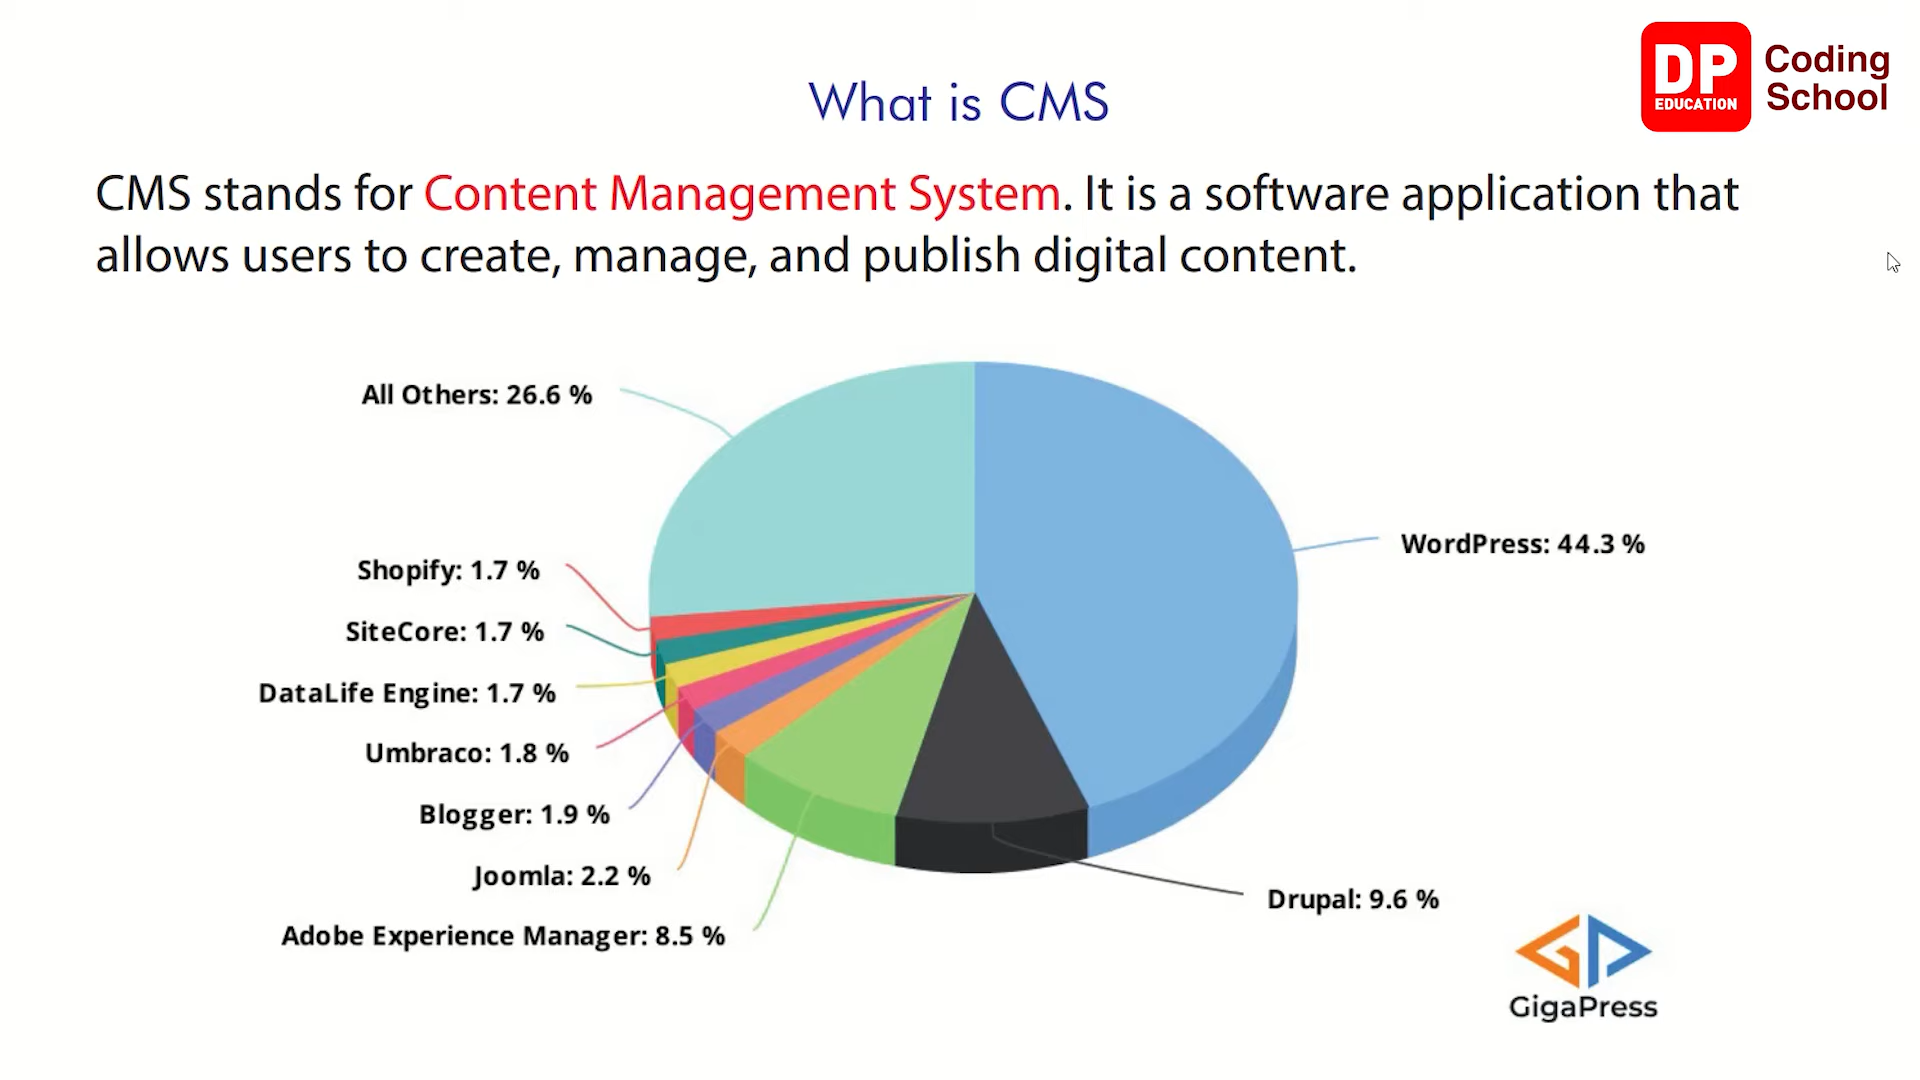 DP
EDUCATION
Coding
School
What is CMS
CMS stands for Content Management System. It is a software application that
allows users to create, manage, and publish digital content.
All Others: 26.6 %
WordPress: 44.3 %
Shopify: 1.7 %
SiteCore: 1.7 %
DataLife Engine: 1.7 %
Umbraco: 1.8 %
Blogger: 1.9 %
Joomla: 2.2 %
Drupal: 9.6 %
Adobe Experience Manager: 8.5 %
GigaPress